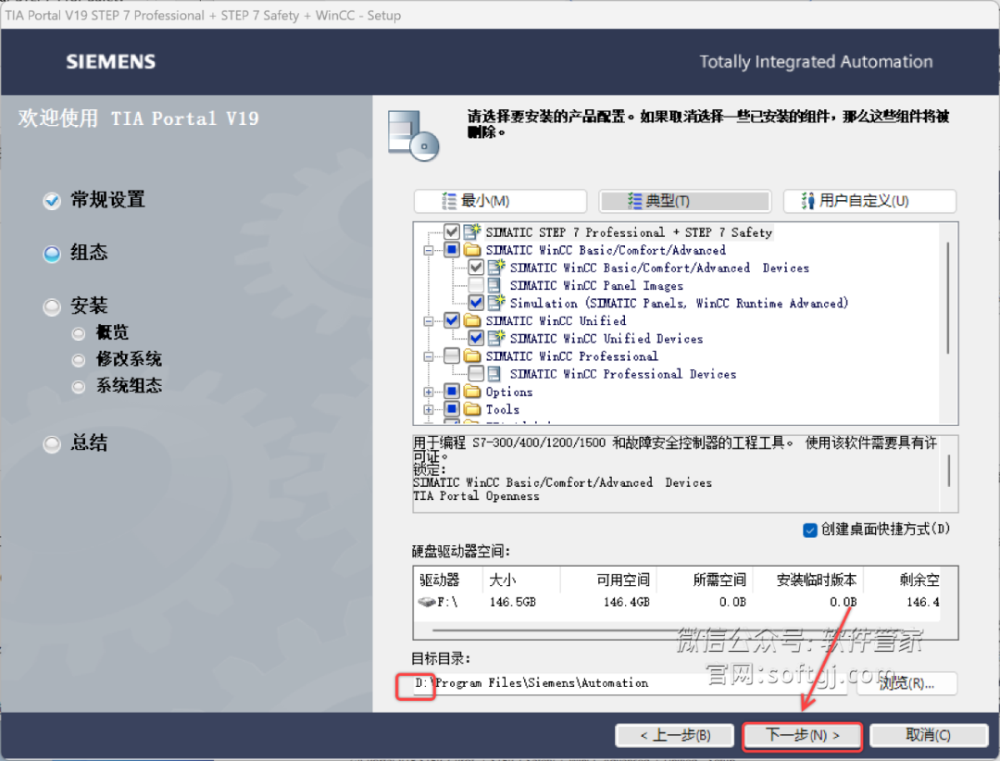 TIA Portal V19 STEP 7 Professional + STEP 7 Safety + WinCC - Setup
SIEMENS
Totally Integrated Automation
欢迎使用 TIA Portal V19
常规设置
组态
安装
概览
修改系统
系统组态
总结
请选择要安装的产品配置。如果取消选择一些已安装的组件，那么这些组件将被
删除。
最小(M)
典型(T)
用户自定义(U)
SIMATIC STEP 7 Professional + STEP 7 Safety
SIMATIC WinCC Basic/Comfort/Advanced
SIMATIC WinCC Basic/Comfort/Advanced  Devices
SIMATIC WinCC Panel Images
Simulation (SIMATIC Panels, WinCC Runtime Advanced)
SIMATIC WinCC Unified
SIMATIC WinCC Unified Devices
SIMATIC WinCC Professional
SIMATIC WinCC Professional Devices
Options
Tools
用于编程 S7-300/400/1200/1500 和故障安全控制器的工程工具。 使用该软件需要具有许
可证。
锁定:
SIMATIC WinCC Basic/Comfort/Advanced  Devices
TIA Portal Openness
创建桌面快捷方式(D)
硬盘驱动器空间:
驱动器 大小 可用空间 所需空间 安装临时版本 剩余空
F:\ 146.5GB 146.4GB 0.0B 0.0B 146.4
微信公众号:软件管家
官网:softgj.com
目标目录:
D:\Program Files\Siemens\Automation
浏览(R)...
< 上一步(B)
下一步(N) >
取消(C)